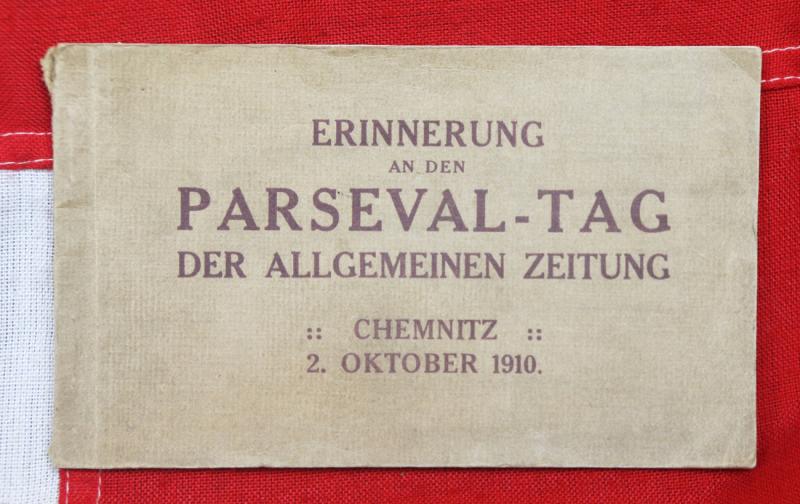 ERINNERUNG
AN DEN
PARSEVAL-TAG
DER ALLGEMEINEN ZEITUNG
:: CHEMNITZ ::
2. OKTOBER 1910.